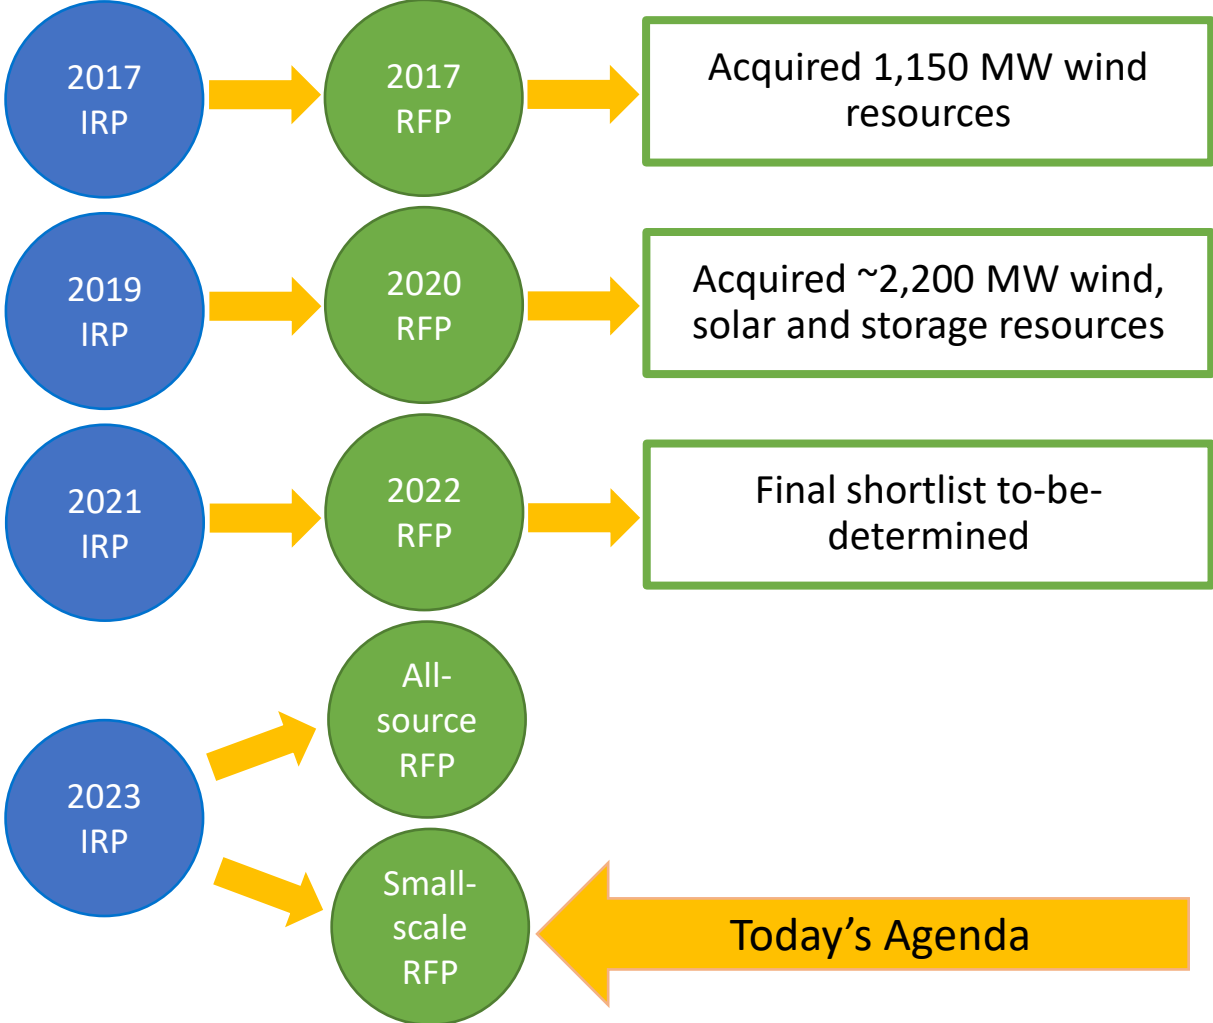 2017
IRP
2017
RFP
Acquired 1,150 MW wind
resources
2019
IRP
2020
RFP
Acquired ~2,200 MW wind,
solar and storage resources
2021
IRP
2022
RFP
Final shortlist to-be-
determined
2023
IRP
All-
source
RFP
Small-
scale
RFP
Today’s Agenda